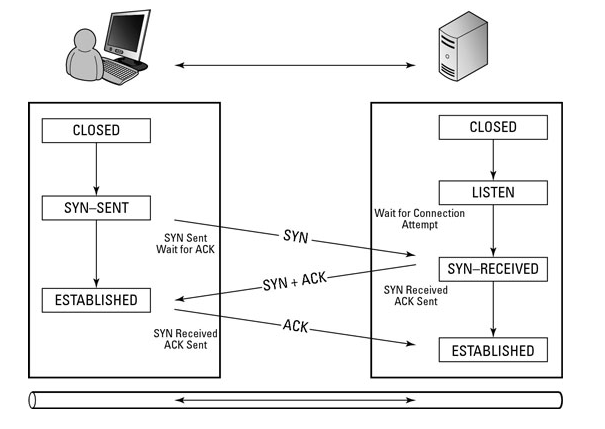 CLOSED
SYN–SENT
SYN Sent
Wait for ACK
ESTABLISHED
SYN Received
ACK Sent
SYN
SYN + ACK
ACK
CLOSED
LISTEN
Wait for Connection
Attempt
SYN–RECEIVED
SYN Received
ACK Sent
ESTABLISHED